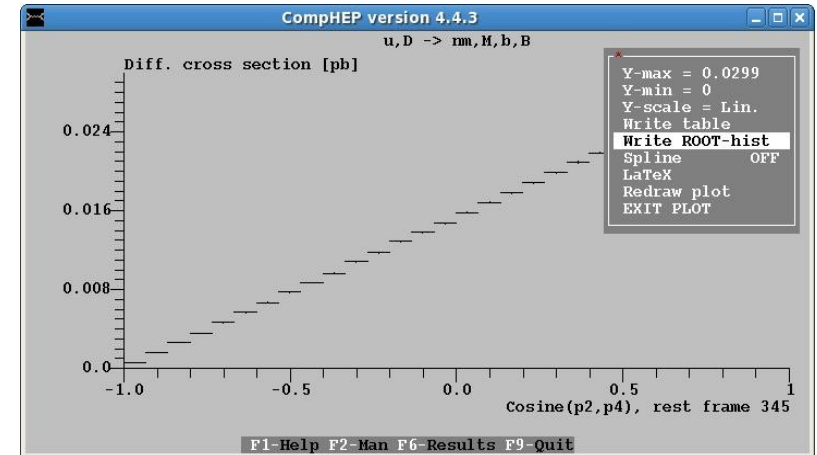 CompHEP version 4.4.3
u,D -> nm,M,b,B
Diff. cross section [pb]
*
Y-max = 0.0299
Y-min = 0
Y-scale = Lin.
Write table
Write ROOT-hist
Spline OFF
LaTeX
Redraw plot
EXIT PLOT
0.024
0.016
0.008
0.0
-1.0 -0.5 0.0 0.5 1
Cosine(p2,p4), rest frame 345
F1-Help F2-Man F6-Results F9-Quit